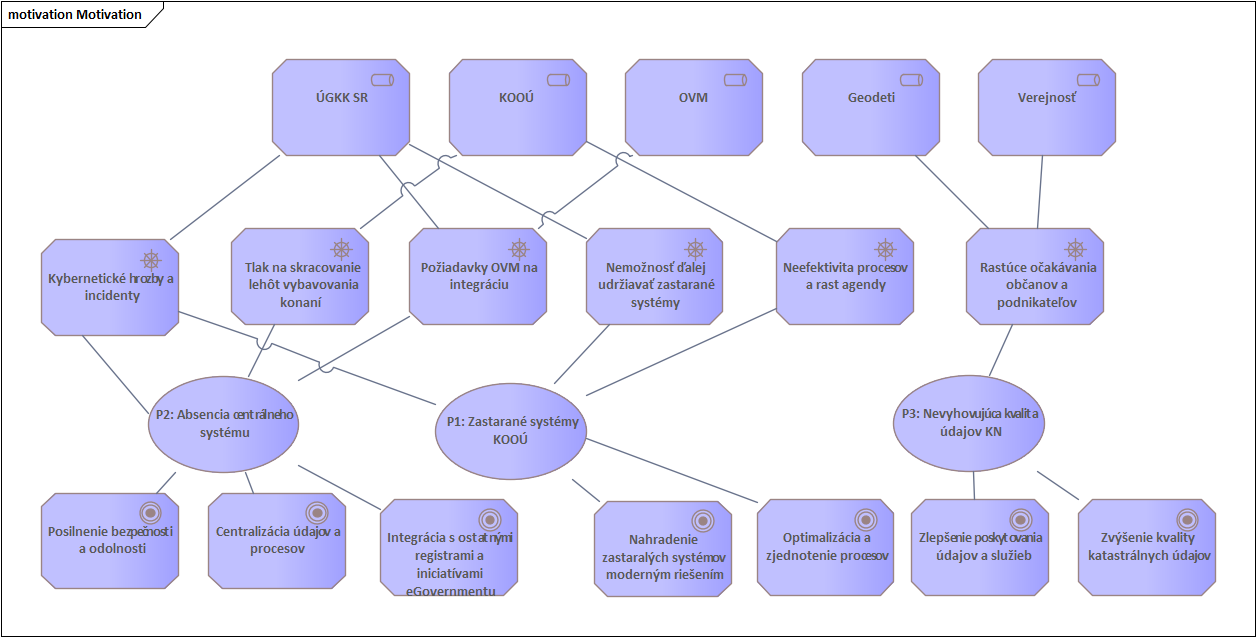 motivation Motivation
ÚGKK SR
KOOÚ
OVM
Geodeti
Verejnosť
Kybernetické hrozby a
incidenty
Tlak na skracovanie
lehôt vybavovania
konaní
Požiadavky OVM na
integráciu
Nemožnosť ďalej
udržiavať zastarané
systémy
Neefektivita procesov
a rast agendy
Rastúce očakávania
občanov a
podnikateľov
P2: Absencia centrálneho
systému
P1: Zastarané systémy
KOOÚ
P3: Nevyhovujúca kvalita
údajov KN
Posilnenie bezpečnosti
a odolnosti
Centralizácia údajov a
procesov
Integrácia s ostatnými
registrami a
iniciatívami
eGovernmentu
Nahradenie
zastaralých systémov
moderným riešením
Optimalizácia a
zjednotenie procesov
Zlepšenie poskytovania
údajov a služieb
Zvýšenie kvality
katastrálnych údajov